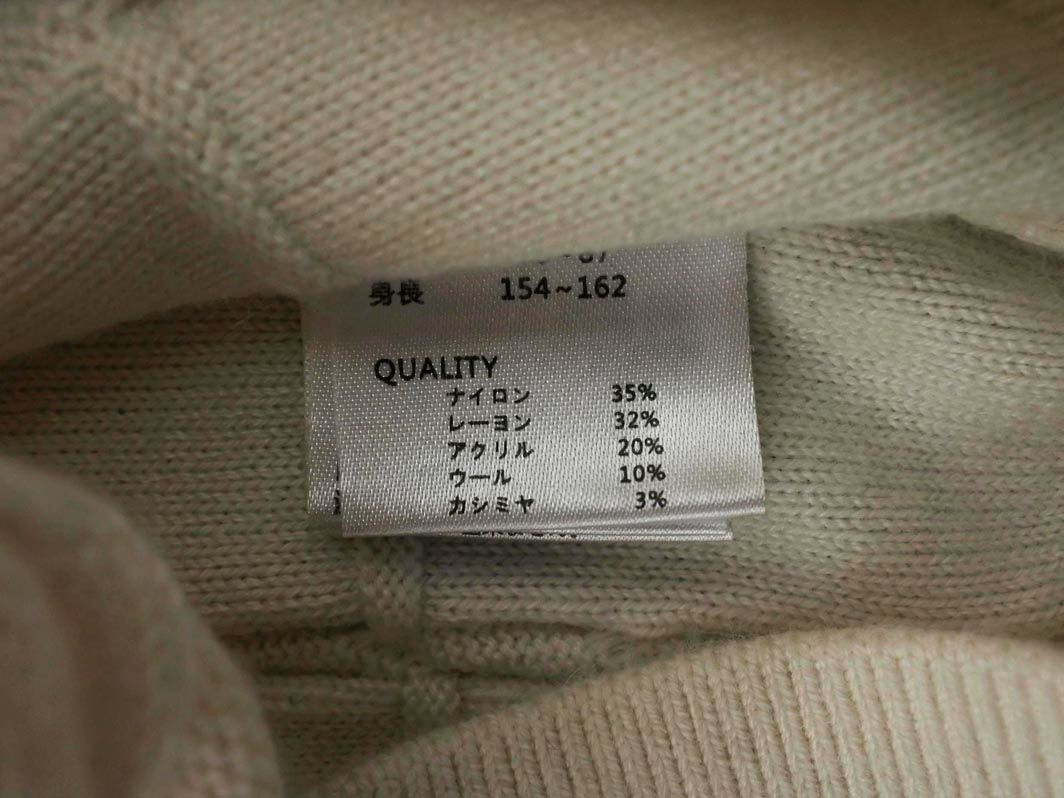 身長 154~162
QUALITY
ナイロン 35%
レーヨン 32%
アクリル 20%
ウール 10%
カシミヤ 3%